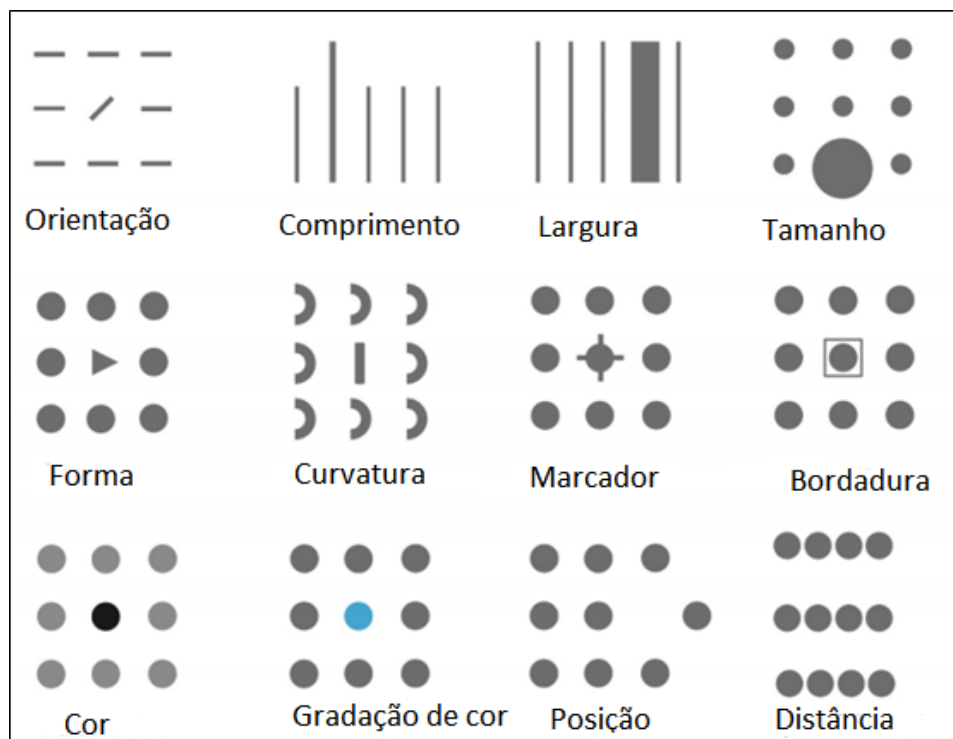 Orientação
Comprimento
Largura
Tamanho
Forma
Curvatura
Marcador
Bordadura
Cor
Gradação de cor
Posição
Distância